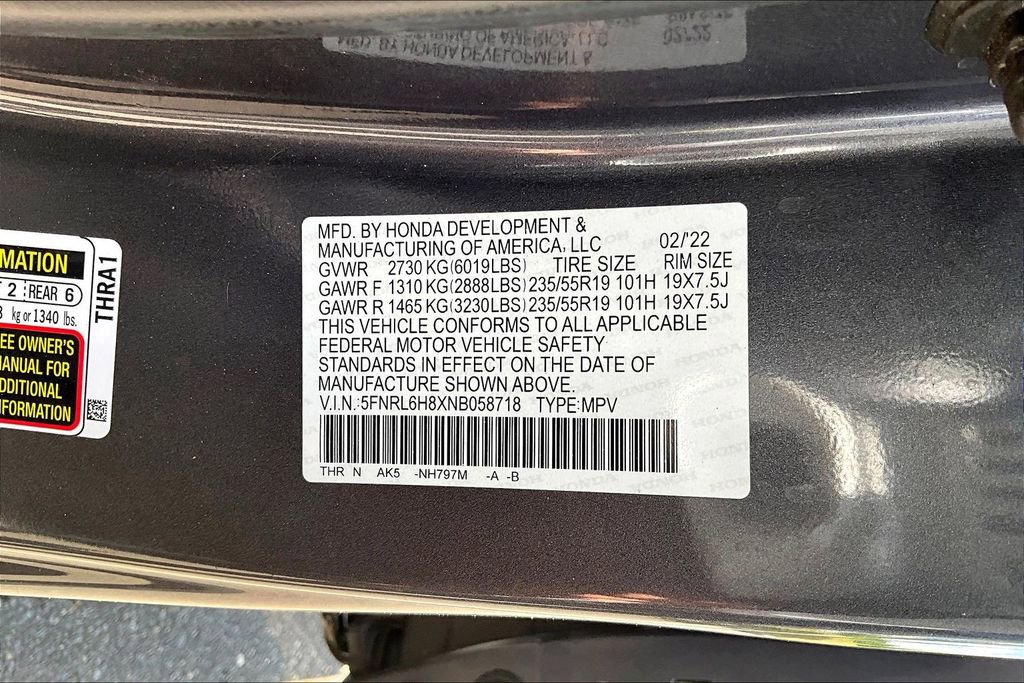 MFD. BY HONDA DEVELOPMENT &
MANUFACTURING OF AMERICA, LLC 02/'22
GVWR 2730 KG(6019LBS) TIRE SIZE RIM SIZE
GAWR F 1310 KG(2888LBS) 235/55R19 101H 19X7.5J
GAWR R 1465 KG(3230LBS) 235/55R19 101H 19X7.5J
THIS VEHICLE CONFORMS TO ALL APPLICABLE
FEDERAL MOTOR VEHICLE SAFETY
STANDARDS IN EFFECT ON THE DATE OF
MANUFACTURE SHOWN ABOVE.
V.I.N.:5FNRL6H8XNB058718 TYPE:MPV
THR N AK5 -NH797M -A -B
MATION
2 REAR 6
kg or 1340 lbs.
EE OWNER'S
ANUAL FOR
DDITIONAL
FORMATION
THRA1